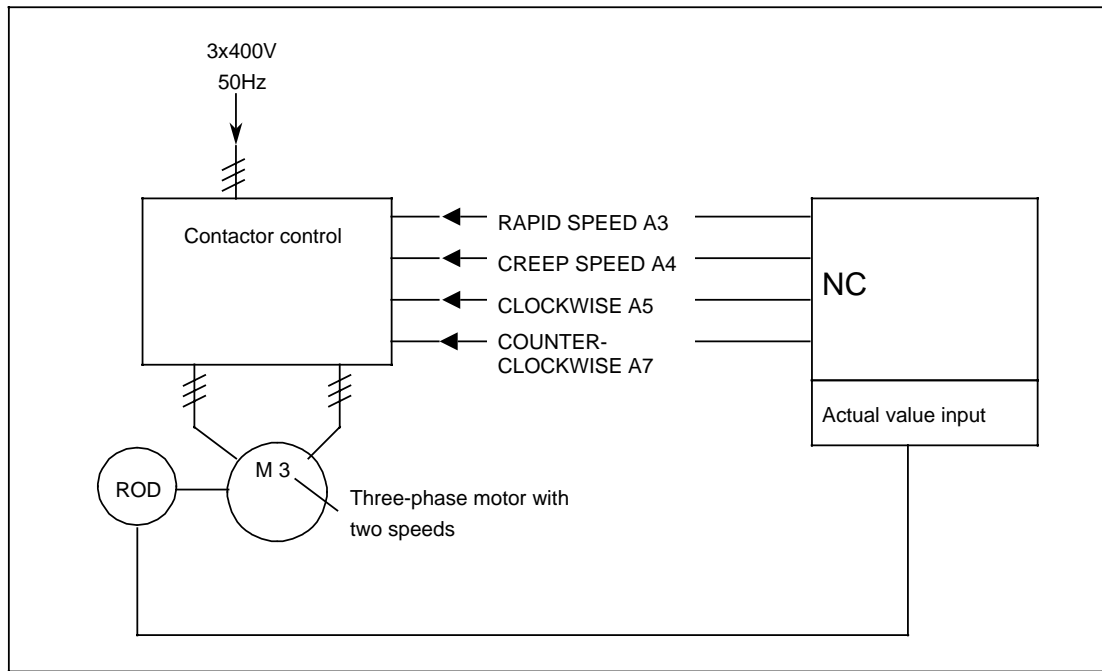 3x400V
50Hz
Contactor control
RAPID SPEED A3
CREEP SPEED A4
CLOCKWISE A5
COUNTER-
CLOCKWISE A7
NC
Actual value input
M 3
ROD
Three-phase motor with
two speeds